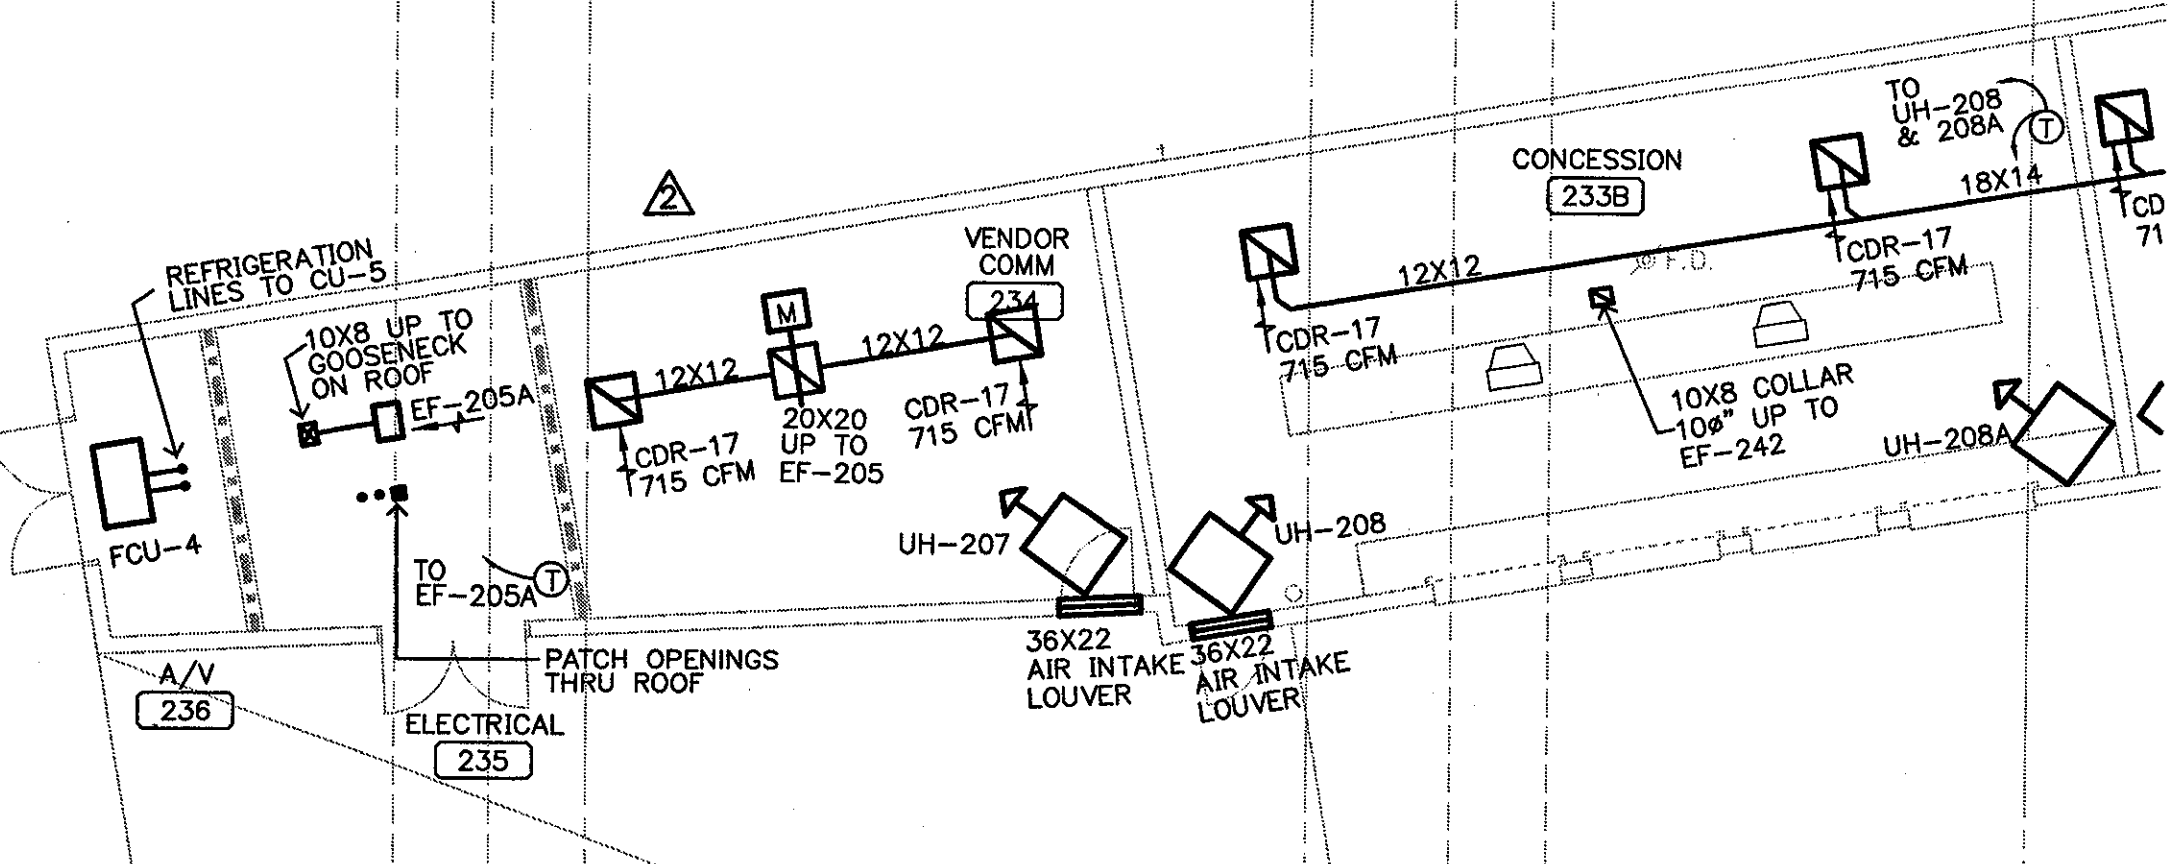 TO
UH-208
& 208A
T
CONCESSION
233B
18X14
CD
71
2
VENDOR
COMM
234
REFRIGERATION
LINES TO CU-5
12X12
F.D.
CDR-17
715 CFM
10X8 UP TO
GOOSENECK
ON ROOF
M
12X12
12X12
CDR-17
715 CFM
EF-205A
20X20
UP TO
EF-205
CDR-17
715 CFM
CDR-17
715 CFM
10X8 COLLAR
10ø" UP TO
EF-242
UH-208A
FCU-4
TO
EF-205A
T
UH-207
UH-208
36X22
AIR INTAKE
LOUVER
36X22
AIR INTAKE
LOUVER
PATCH OPENINGS
THRU ROOF
A/V
236
ELECTRICAL
235